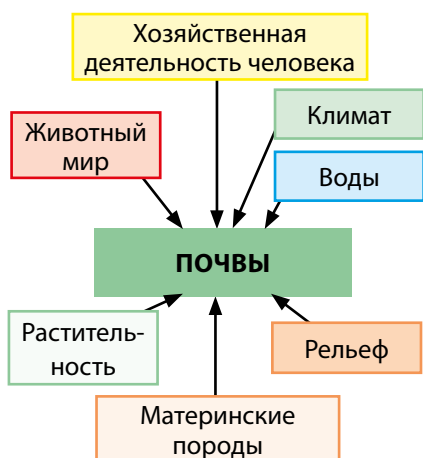 Хозяйственная
деятельность человека
Климат
Животный
мир
Воды
ПОЧВЫ
Раститель-
ность
Рельеф
Материнские
породы